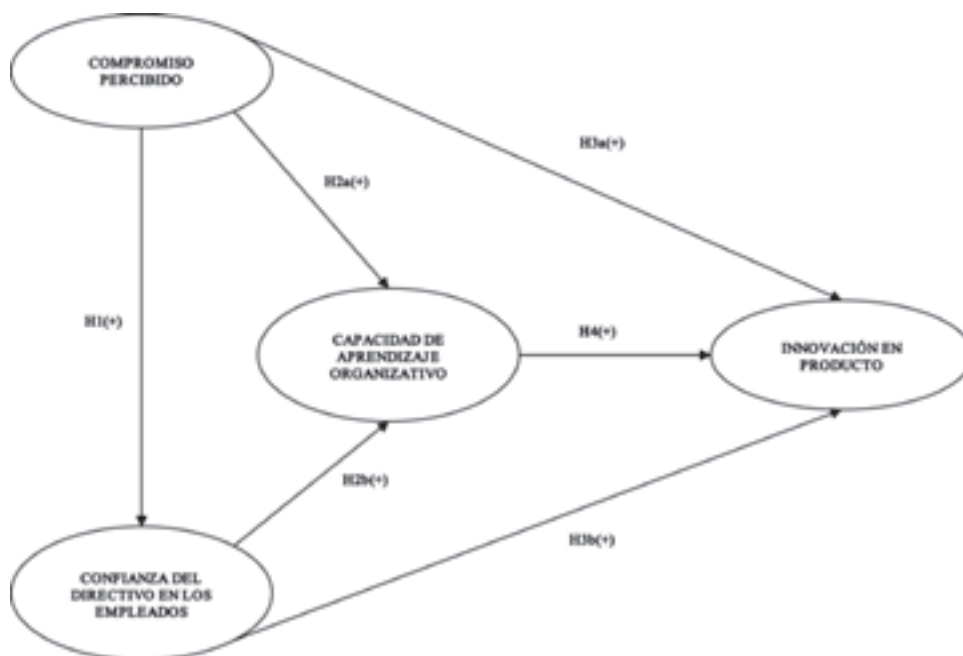 COMPROMISO
PERCIBIDO
H3a(+)
H2a(+)
H1(+)
CAPACIDAD DE
APRENDIZAJE
ORGANIZATIVO
H4(+)
INNOVACIÓN EN
PRODUCTO
H2b(+)
H3b(+)
CONFIANZA DEL
DIRECTIVO EN LOS
EMPLEADOS